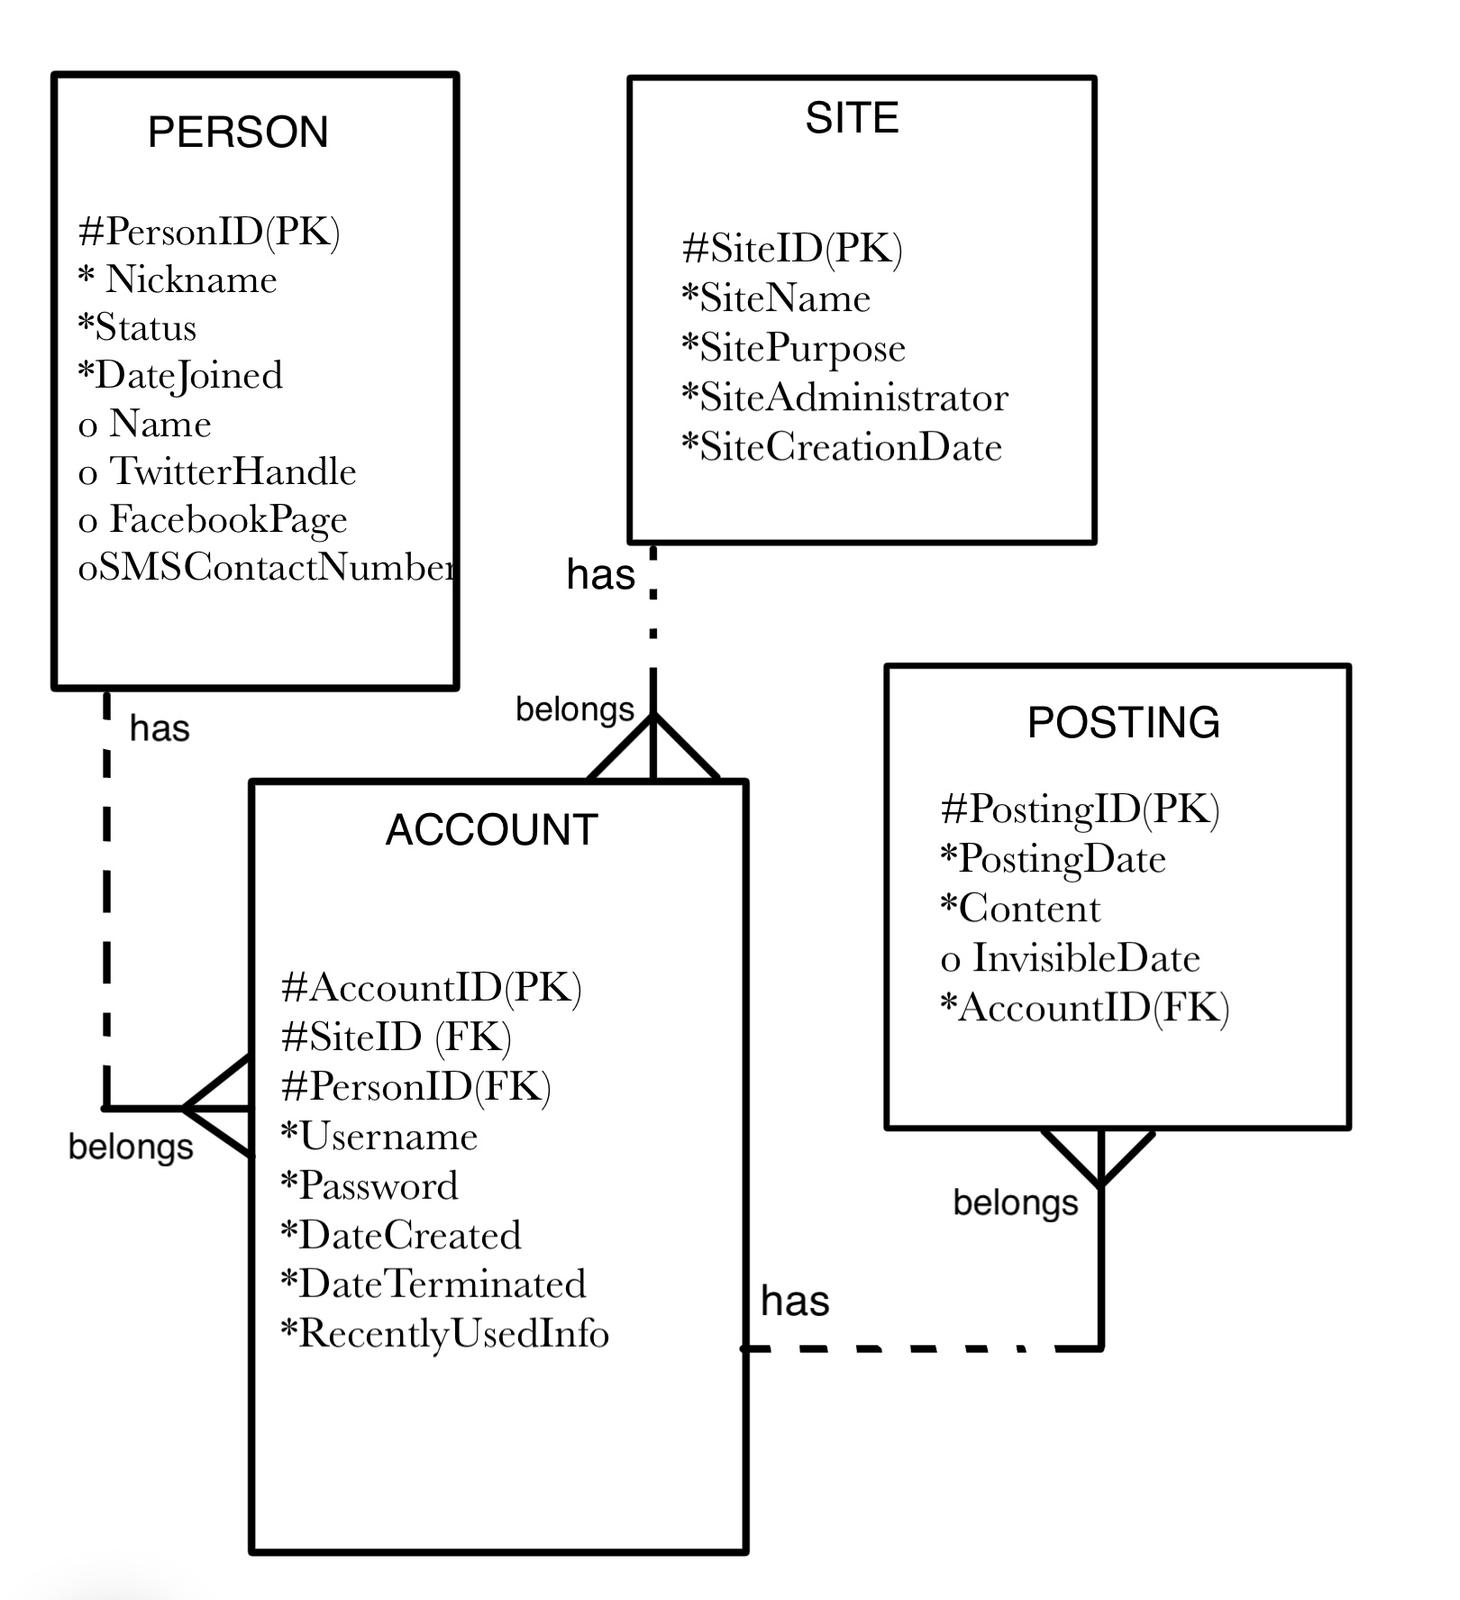 PERSON
#PersonID(PK)
* Nickname
*Status
*DateJoined
o Name
o TwitterHandle
o FacebookPage
oSMSContactNumber
has
belongs
SITE
#SiteID(PK)
*SiteName
*SitePurpose
*SiteAdministrator
*SiteCreationDate
has
belongs
ACCOUNT
#AccountID(PK)
#SiteID (FK)
#PersonID(FK)
*Username
*Password
*DateCreated
*DateTerminated
*RecentlyUsedInfo
has
POSTING
#PostingID(PK)
*PostingDate
*Content
o InvisibleDate
*AccountID(FK)
belongs